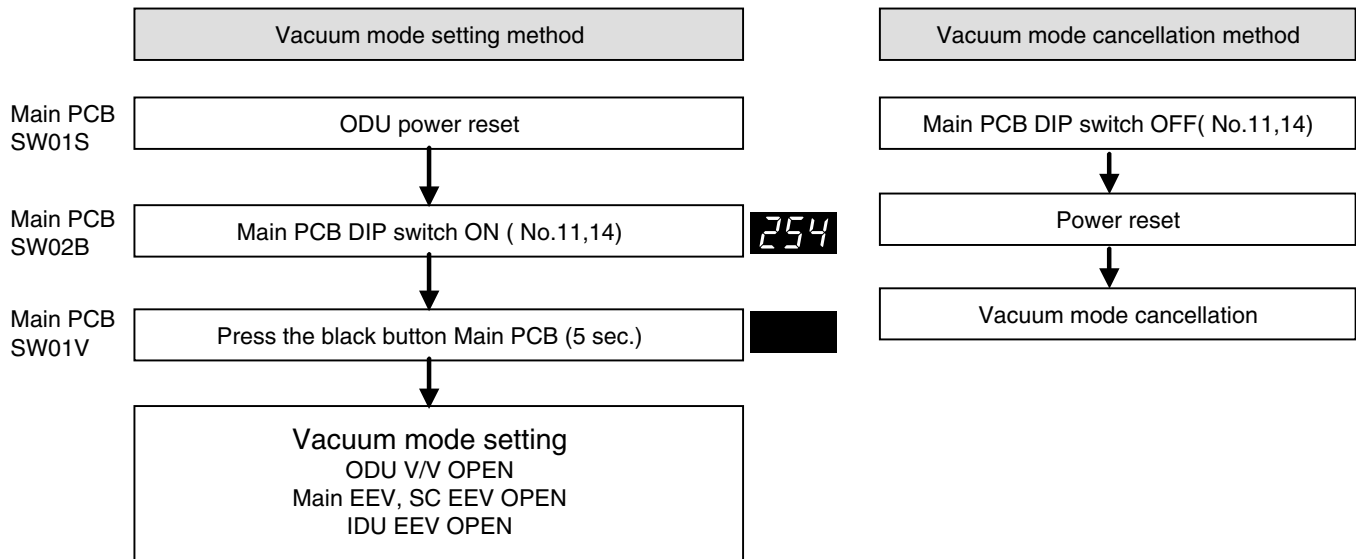 Vacuum mode setting method
Main PCB
SW01S
ODU power reset
Main PCB
SW02B
Main PCB DIP switch ON ( No.11,14)
254
Main PCB
SW01V
Press the black button Main PCB (5 sec.)
Vacuum mode setting
ODU V/V OPEN
Main EEV, SC EEV OPEN
IDU EEV OPEN
Vacuum mode cancellation method
Main PCB DIP switch OFF( No.11,14)
Power reset
Vacuum mode cancellation